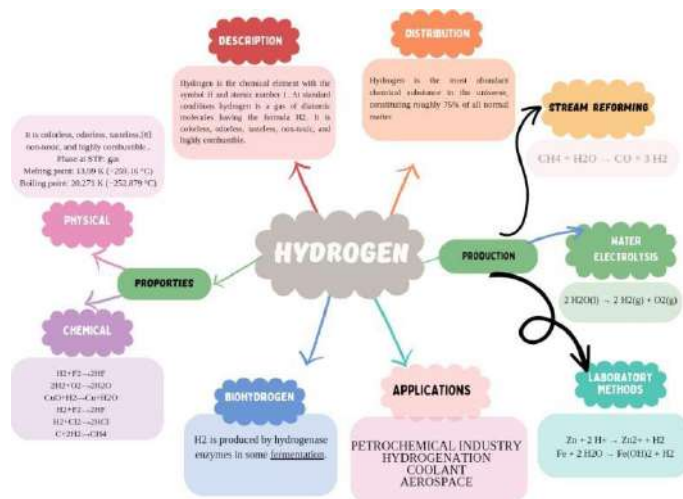 DESCRIPTION
Hydrogen is the chemical element with the
symbol H and atomic number 1. At standard
conditions hydrogen is a gas of diatomic
molecules having the formula H2. It is
colorless, odorless, tasteless, non-toxic, and
highly combustible.
DISTRIBUTION
Hydrogen is the most abundant
chemical substance in the universe,
constituting roughly 75% of all normal
matter.
STREAM REFORMING
CH4 + H2O → CO + 3 H2
It is colorless, odorless, tasteless,[8]
non-toxic, and highly combustible.
Phase at STP: gas
Melting point: 13.99 K (−259.16 °C)
Boiling point: 20.271 K (−252.879 °C)
PHYSICAL
PROPORTIES
HYDROGEN
PRODUCTION
WATER
ELECTROLYSIS
2 H2O(l) → 2 H2(g) + O2(g)
CHEMICAL
H2+F2→2HF
2H2+O2→2H2O
CuO+H2→Cu+H2O
H2+F2→2HF
H2+Cl2→2HCl
C+2H2→CH4
BIOHYDROGEN
H2 is produced by hydrogenase
enzymes in some fermentation.
APPLICATIONS
PETROCHEMICAL INDUSTRY
HYDROGENATION
COOLANT
AEROSPACE
LABORATORY
METHODS
Zn + 2 H+ → Zn2+ + H2
Fe + 2 H2O → Fe(OH)2 + H2